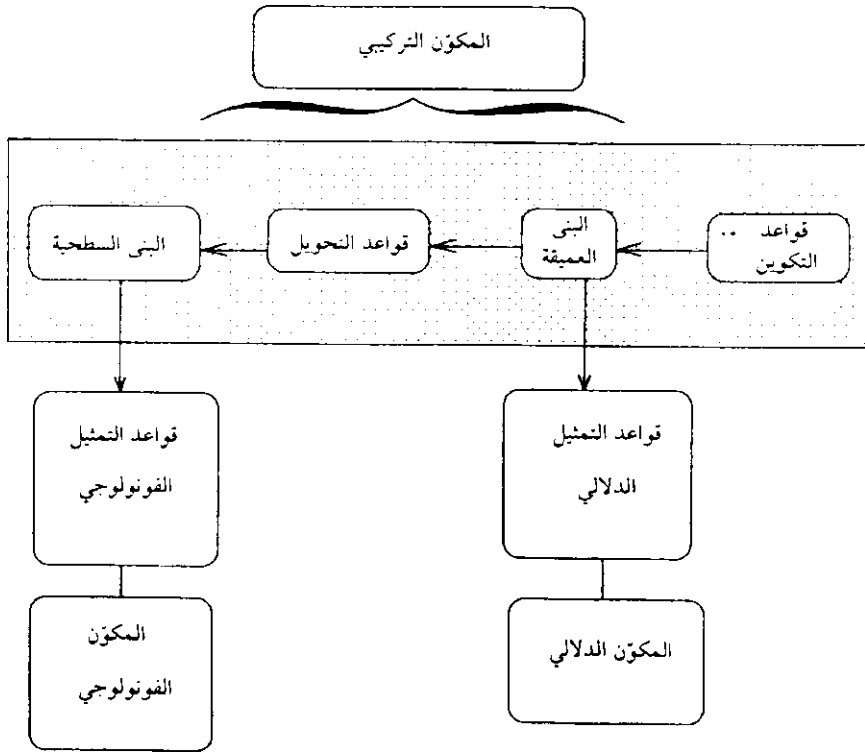 المكوّن التركيبي
قواعد ..
التكوين
البنى
العميقة
قواعد التحويل
البنى السطحية
قواعد التمثيل
الدلالي
قواعد التمثيل
الفونولوجي
المكوّن الدلالي
المكوّن
الفونولوجي